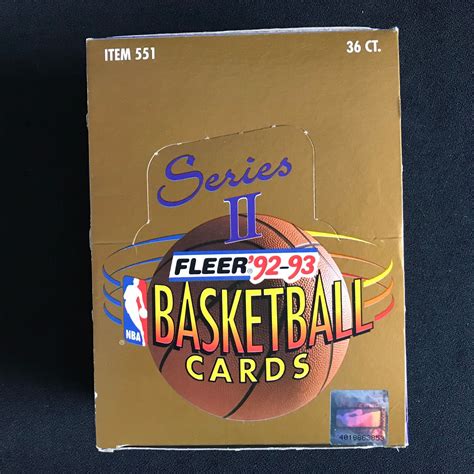 ITEM 551 36 CT.
Series
II
FLEER '92-93
NBA
BASKETBALL
CARDS